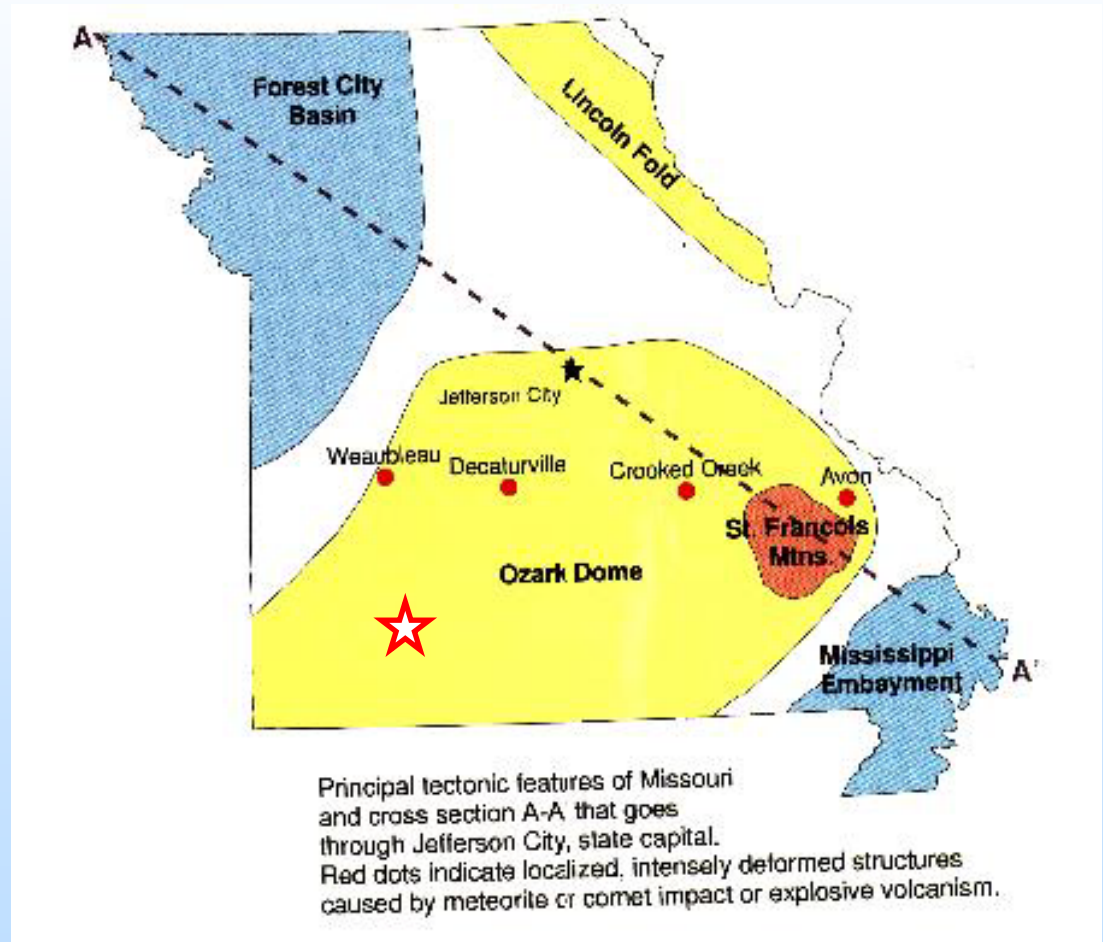 A
Forest City
Basin
Lincoln Fold
Jefferson City
Weaubleau
Decaturville
Crooked Creek
Avon
St. Francois
Mtns.
Ozark Dome
Mississippi
Embayment
A'
Principal tectonic features of Missouri
and cross section A-A' that goes
through Jefferson City, state capital.
Red dots indicate localized, intensely deformed structures
caused by meteorite or comet impact or explosive volcanism.